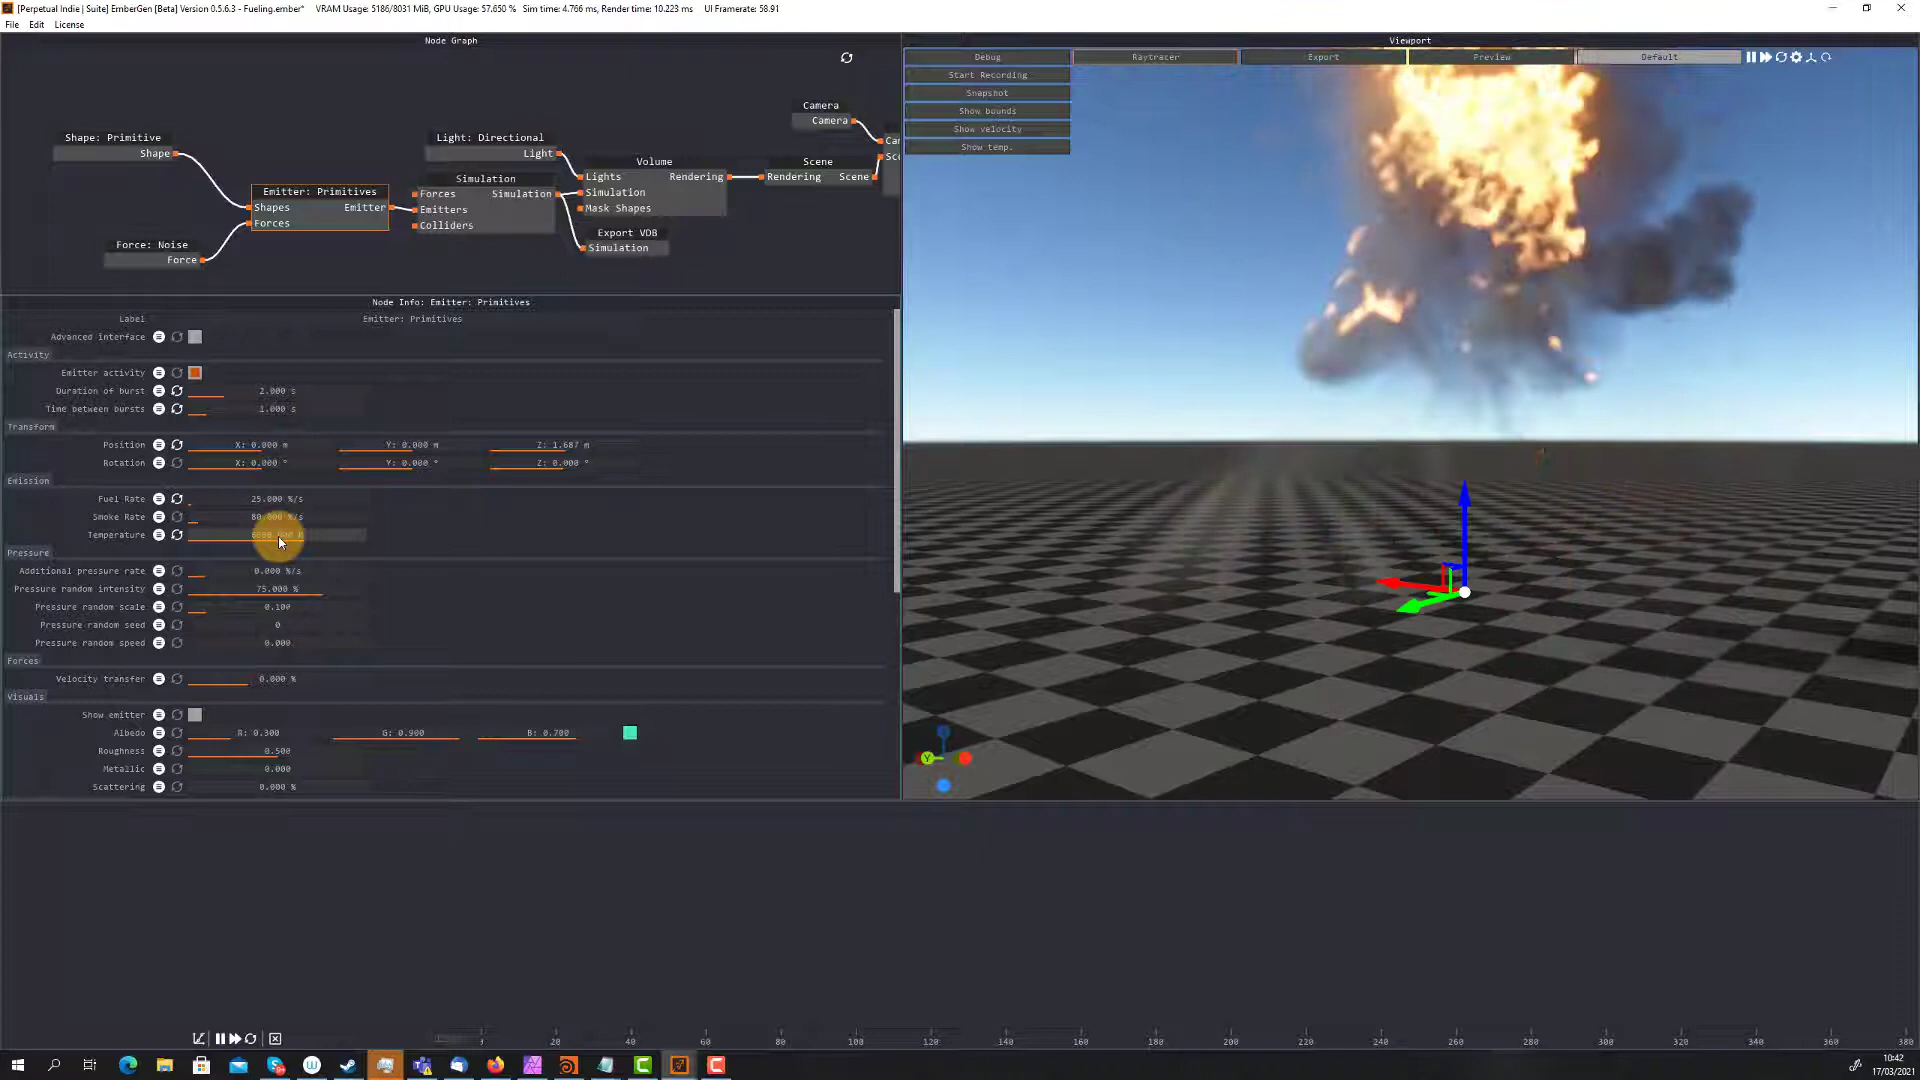 [Perpetual Indie | Suite] EmberGen [Beta] Version 0.5.6.3 - Fueling.ember* VRAM Usage: 5186/8031 MiB, GPU Usage: 57.650 % Sim time: 4.766 ms, Render time: 10.223 ms UI Framerate: 58.91
File Edit License
Node Graph
Viewport
Debug Raytracer Export Preview Default
Start Recording
Snapshot
Show bounds
Show velocity
Show temp.
Shape: Primitive
Shape
Emitter: Primitives
Shapes Emitter
Forces
Force: Noise
Force
Light: Directional
Light
Simulation
Forces Simulation
Emitters
Colliders
Volume
Lights Rendering
Simulation
Mask Shapes
Export VDB
Simulation
Camera
Camera
Scene
Rendering Scene
Node Info: Emitter: Primitives
Label Emitter: Primitives
Advanced interface
Activity
Emitter activity
Duration of burst 2.000 s
Time between bursts 1.000 s
Transform
Position X: 0.000 m Y: 0.000 m Z: 1.687 m
Rotation X: 0.000 ° Y: 0.000 ° Z: 0.000 °
Emission
Fuel Rate 25.000 %/s
Smoke Rate 80.000 %/s
Temperature
Pressure
Additional pressure rate 0.000 %/s
Pressure random intensity 75.000 %
Pressure random scale 0.100
Pressure random seed 0
Pressure random speed 0.000
Forces
Velocity transfer 0.000 %
Visuals
Show emitter
Albedo R: 0.300 G: 0.900 B: 0.700
Roughness 0.500
Metallic 0.000
Scattering 0.000 %
Y
20 40 60 80 100 120 140 160 180 200 220 240 260 280 300 320 340 360 380
10:42
17/03/2021